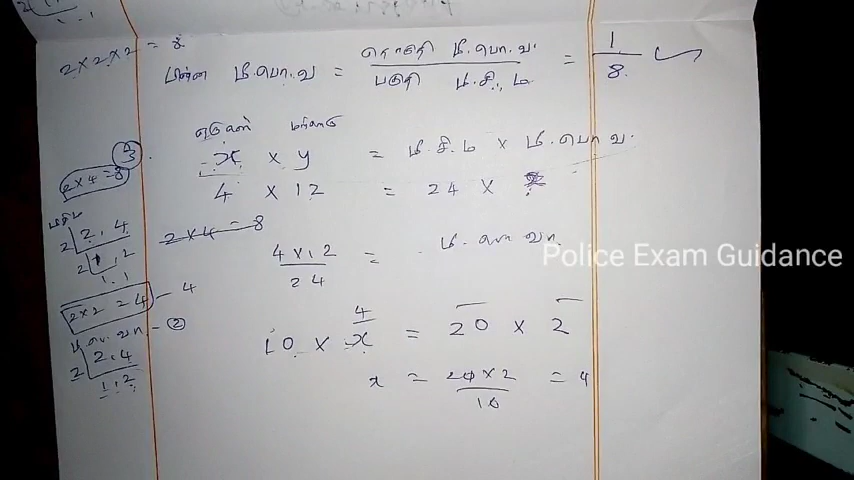 2×2×2 = 8
பின்ன மீ.பொ.வ = தொகுதி மீ.பொ.வ. / பகுதி மீ.சி.ம = 1/8
3.
x × y = மீ.சி.ம × மீ.பொ.வ.
2×4=8
4 × 12 = 24 ×
2×4=8
2 | 2, 4
2 | 1, 2
1, 1
4×12 / 24 = மீ.பொ.வ
Police Exam Guidance
2×2 = 4 — 4
4
10 × x = 20 × 2
— ②
2 | 2, 4
1, 2
x = 20×2 / 10 = 4